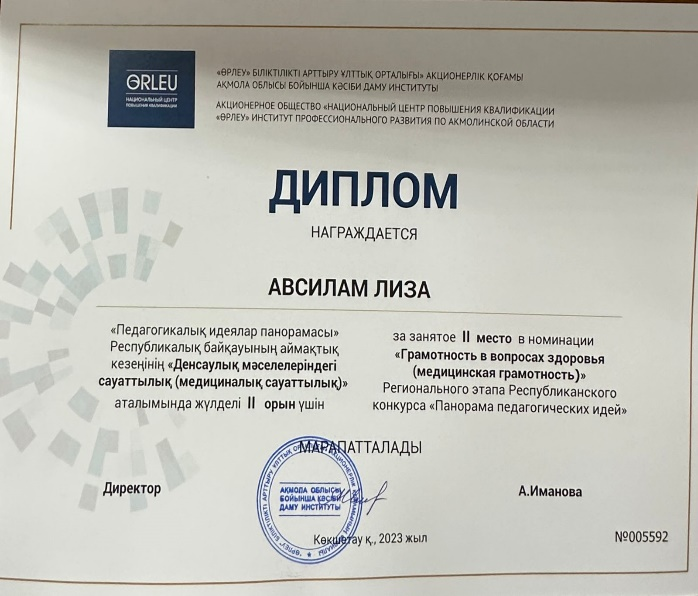 ӨRLEU
НАЦИОНАЛЬНЫЙ ЦЕНТР
ПОВЫШЕНИЯ КВАЛИФИКАЦИИ
«ӨРЛЕУ» БІЛІКТІЛІКТІ АРТТЫРУ ҰЛТТЫҚ ОРТАЛЫҒЫ» АКЦИОНЕРЛІК ҚОҒАМЫ
АҚМОЛА ОБЛЫСЫ БОЙЫНША КӘСІБИ ДАМУ ИНСТИТУТЫ
АКЦИОНЕРНОЕ ОБЩЕСТВО «НАЦИОНАЛЬНЫЙ ЦЕНТР ПОВЫШЕНИЯ КВАЛИФИКАЦИИ
«ӨРЛЕУ» ИНСТИТУТ ПРОФЕССИОНАЛЬНОГО РАЗВИТИЯ ПО АКМОЛИНСКОЙ ОБЛАСТИ
ДИПЛОМ
НАГРАЖДАЕТСЯ
АВСИЛАМ ЛИЗА
«Педагогикалық идеялар панорамасы»
Республикалық байқауының аймақтық
кезеңінің «Денсаулық мәселелеріндегі
сауаттылық (медициналық сауаттылық)»
аталымында жүлделі II орын үшін
за занятое II место в номинации
«Грамотность в вопросах здоровья
(медицинская грамотность)»
Регионального этапа Республиканского
конкурса «Панорама педагогических идей»
МАРАПАТТАЛАДЫ
Директор
АҚМОЛА ОБЛЫСЫ
БОЙЫНША КӘСІБИ
ДАМУ ИНСТИТУТЫ
А.Иманова
Көкшетау қ., 2023 жыл
№005592